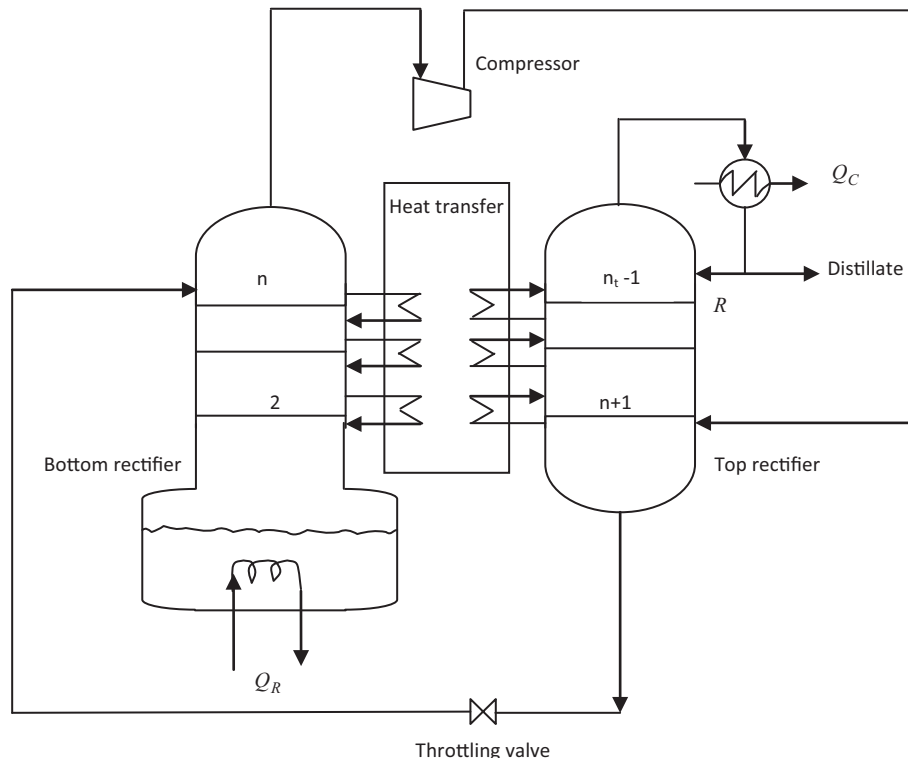 Compressor
Q_C
Heat transfer
n
n_t -1
Distillate
R
2
n+1
Bottom rectifier
Top rectifier
Q_R
Throttling valve